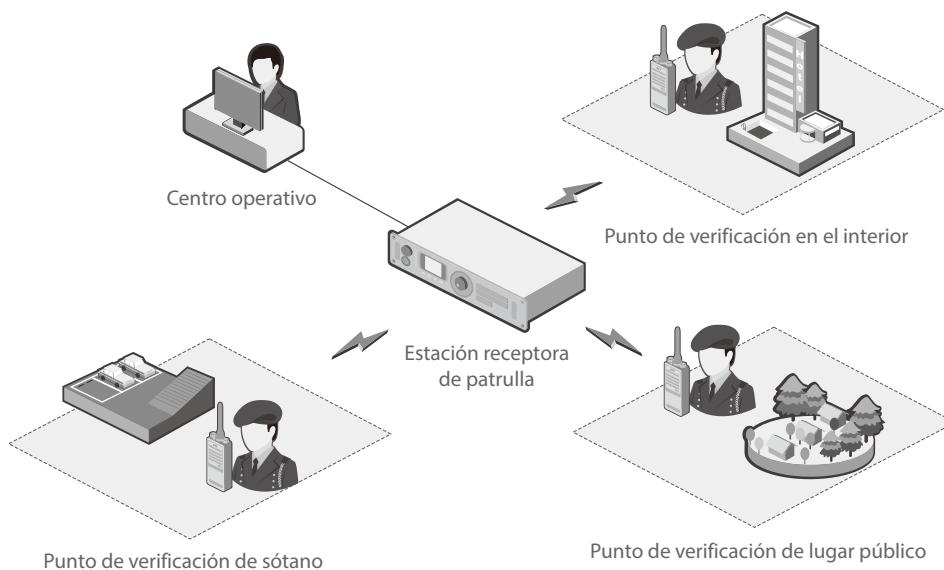 Hotel
Centro operativo
Punto de verificación en el interior
Estación receptora
de patrulla
Punto de verificación de sótano
Punto de verificación de lugar público